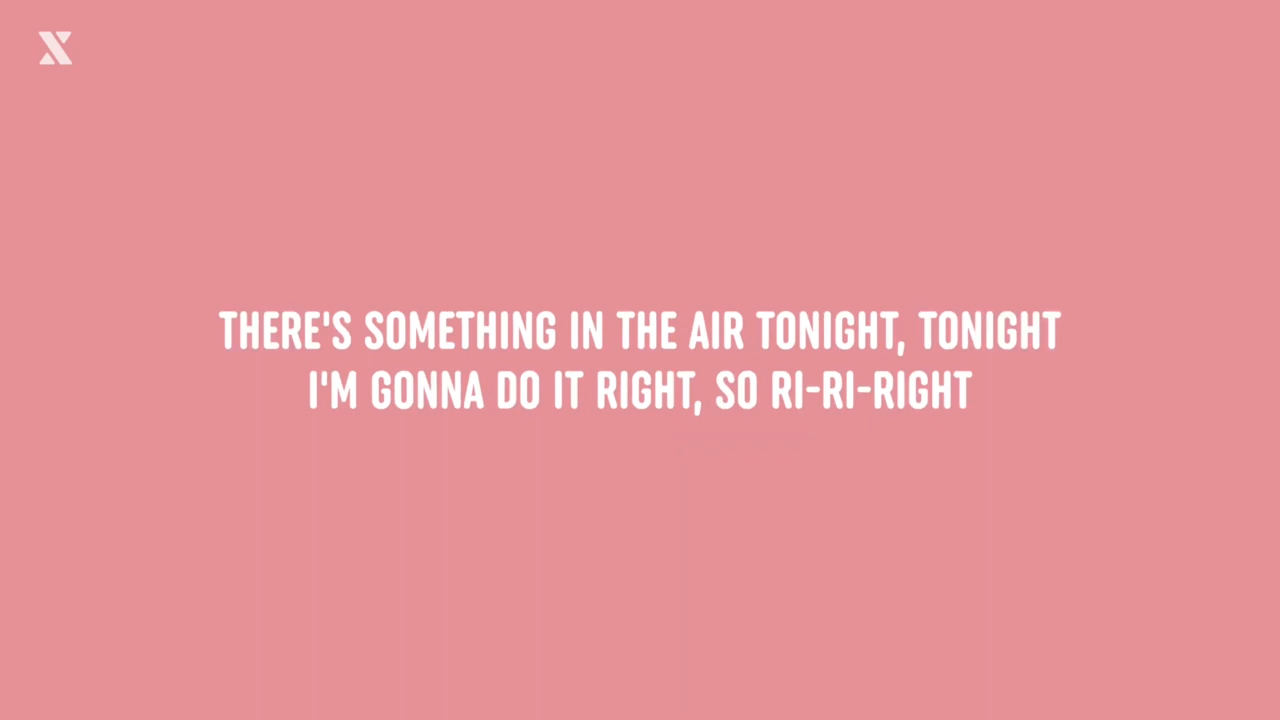 THERE'S SOMETHING IN THE AIR TONIGHT, TONIGHT
I'M GONNA DO IT RIGHT, SO RI-RI-RIGHT